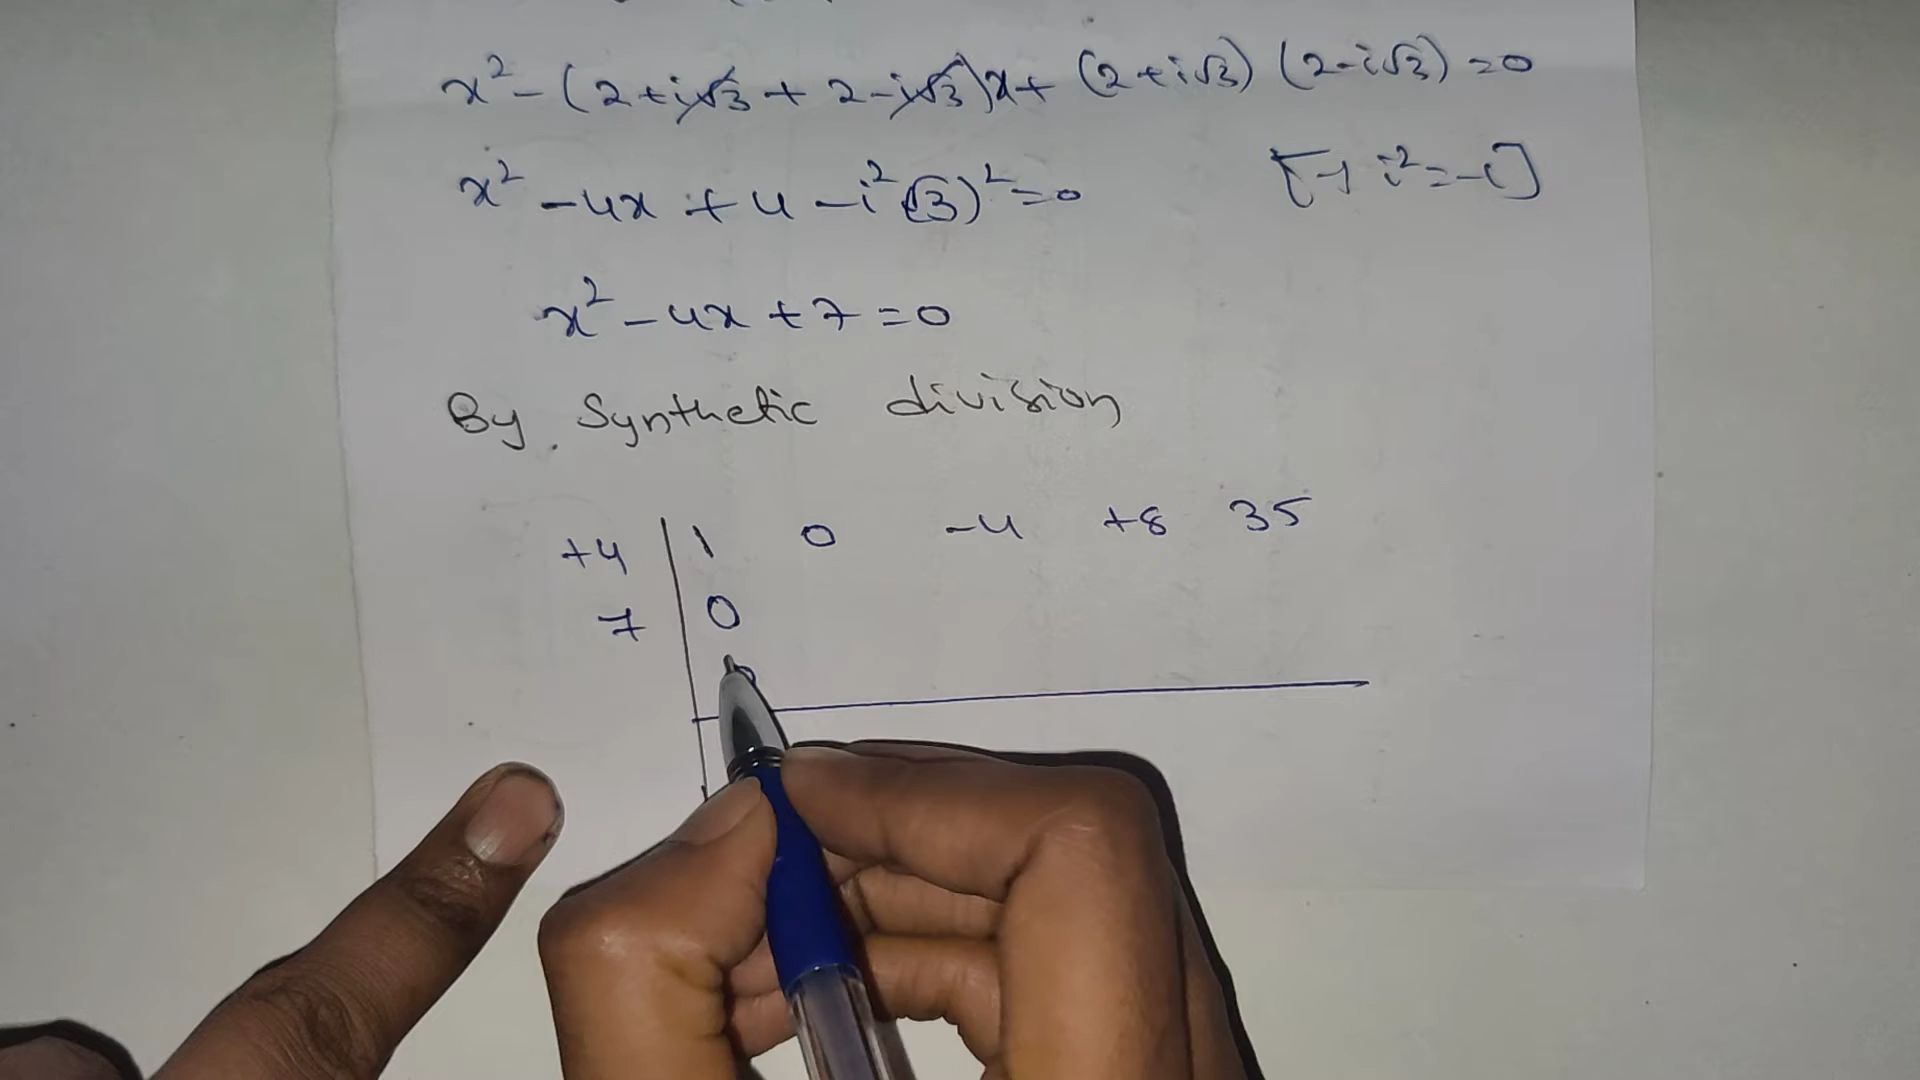 x² - (2+i√3 + 2-i√3)x + (2+i√3) (2-i√3) = 0
x² - 4x + 4 - i²(√3)² = 0 [∵ i² = -1]
x² - 4x + 7 = 0
By Synthetic division
+4 | 1 0 -4 +8 35
7 | 0
0